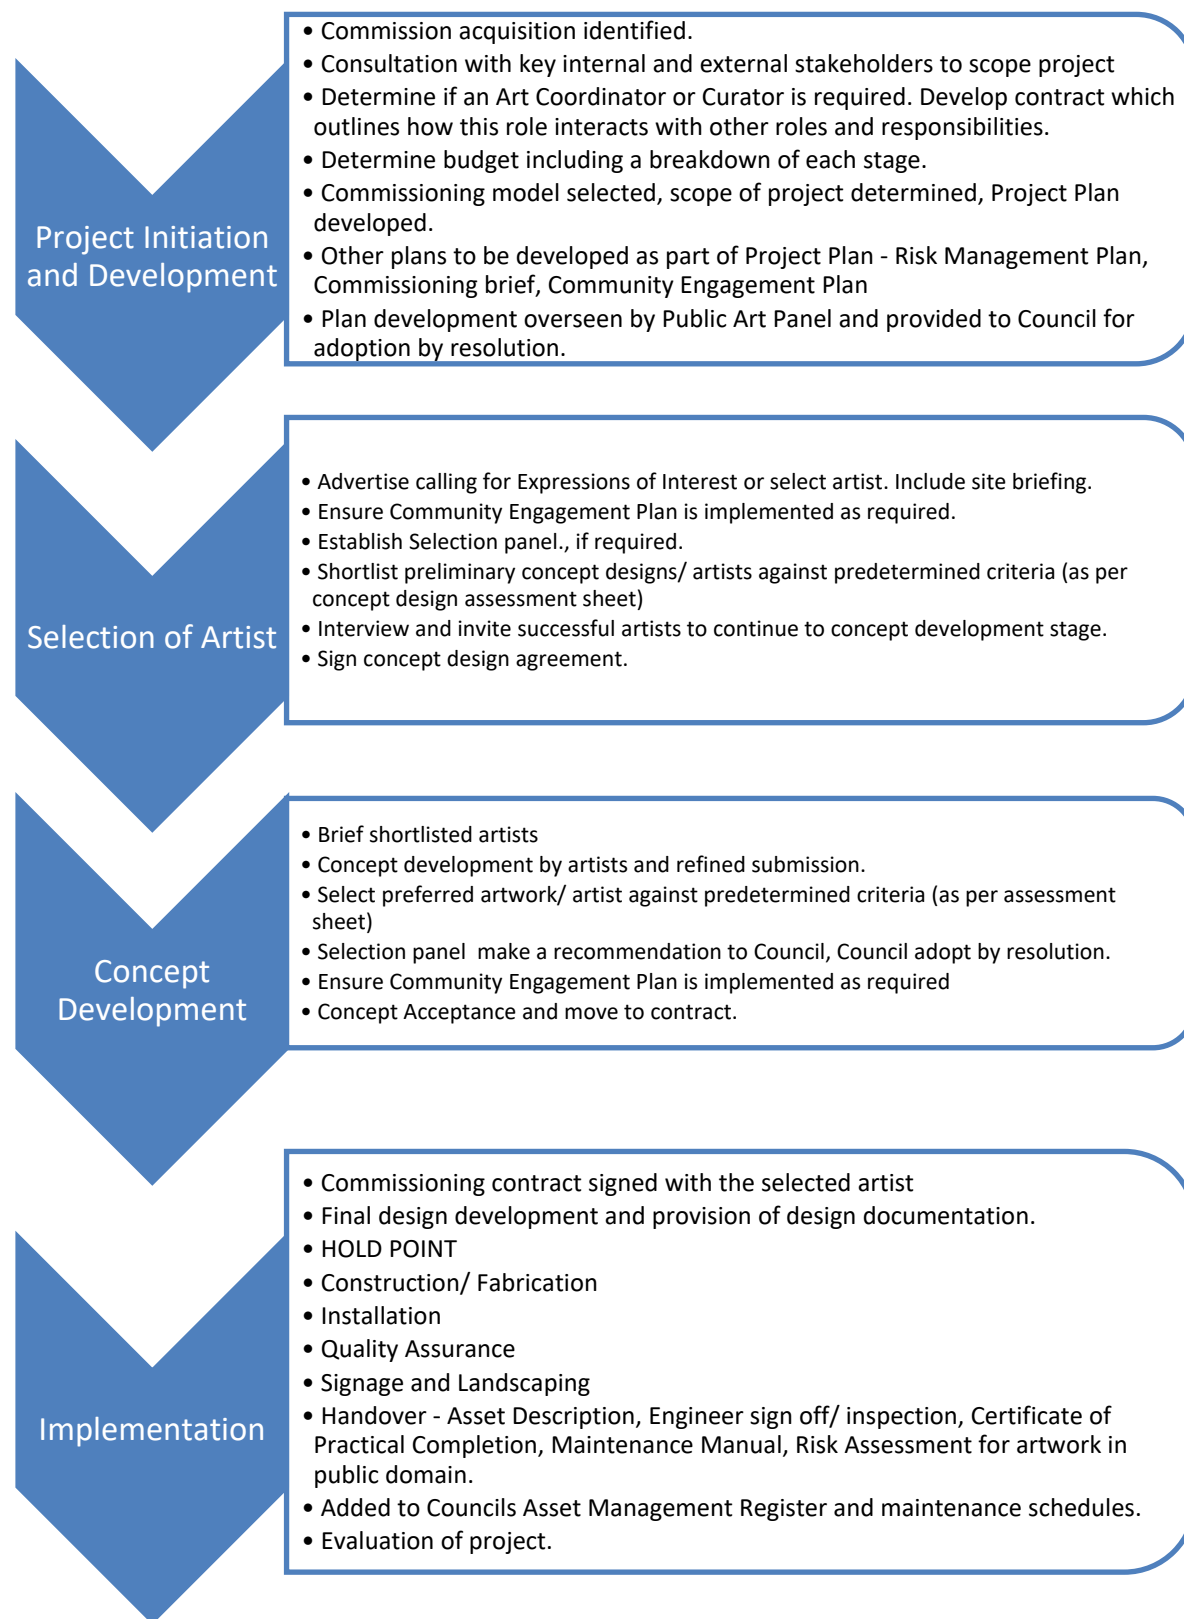 Project Initiation
and Development
• Commission acquisition identified.
• Consultation with key internal and external stakeholders to scope project
• Determine if an Art Coordinator or Curator is required. Develop contract which
outlines how this role interacts with other roles and responsibilities.
• Determine budget including a breakdown of each stage.
• Commissioning model selected, scope of project determined, Project Plan
developed.
• Other plans to be developed as part of Project Plan - Risk Management Plan,
Commissioning brief, Community Engagement Plan
• Plan development overseen by Public Art Panel and provided to Council for
adoption by resolution.
Selection of Artist
• Advertise calling for Expressions of Interest or select artist. Include site briefing.
• Ensure Community Engagement Plan is implemented as required.
• Establish Selection panel., if required.
• Shortlist preliminary concept designs/ artists against predetermined criteria (as per
concept design assessment sheet)
• Interview and invite successful artists to continue to concept development stage.
• Sign concept design agreement.
Concept
Development
• Brief shortlisted artists
• Concept development by artists and refined submission.
• Select preferred artwork/ artist against predetermined criteria (as per assessment
sheet)
• Selection panel  make a recommendation to Council, Council adopt by resolution.
• Ensure Community Engagement Plan is implemented as required
• Concept Acceptance and move to contract.
Implementation
• Commissioning contract signed with the selected artist
• Final design development and provision of design documentation.
• HOLD POINT
• Construction/ Fabrication
• Installation
• Quality Assurance
• Signage and Landscaping
• Handover - Asset Description, Engineer sign off/ inspection, Certificate of
Practical Completion, Maintenance Manual, Risk Assessment for artwork in
public domain.
• Added to Councils Asset Management Register and maintenance schedules.
• Evaluation of project.